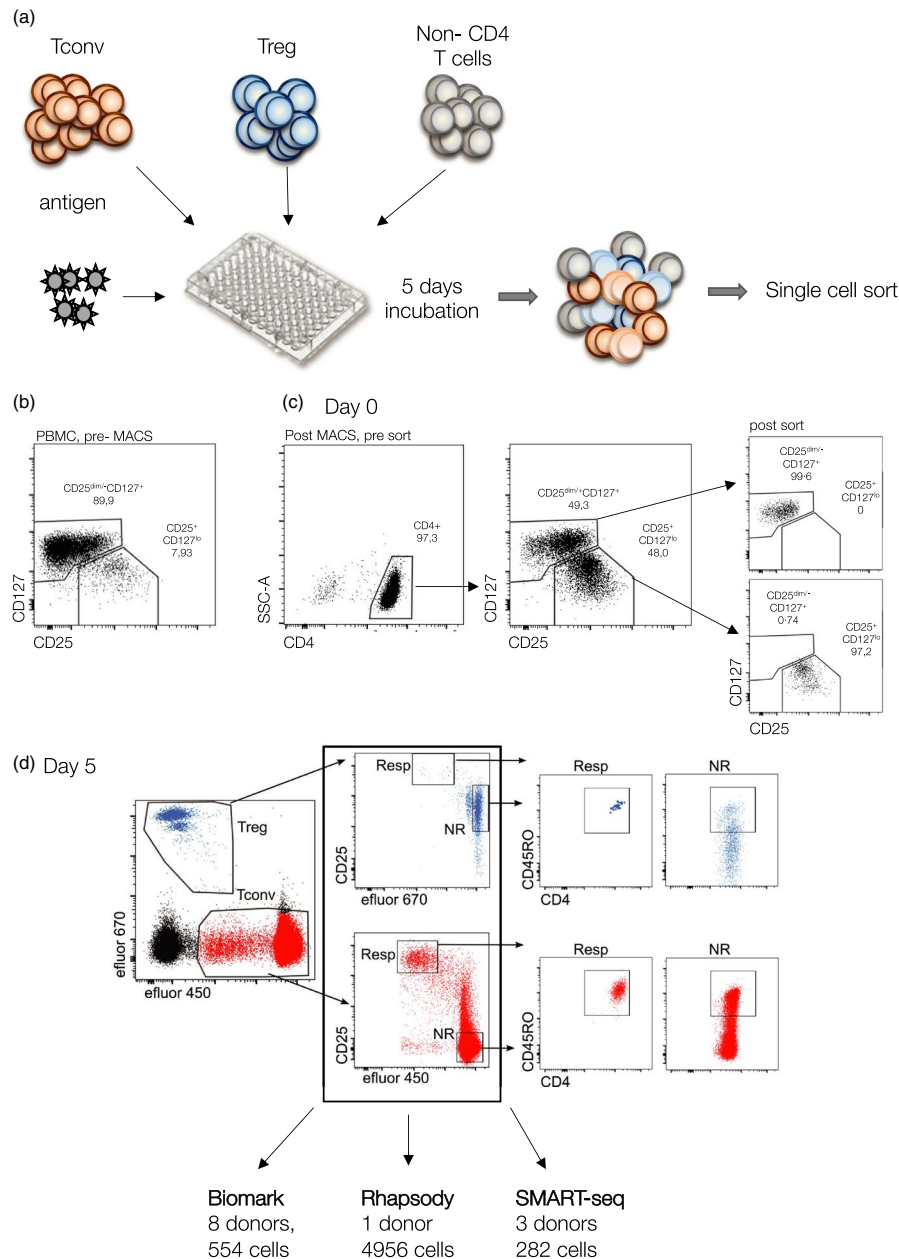 (a)
Tconv
Treg
Non- CD4
T cells
antigen
5 days
incubation
Single cell sort
(b)
PBMC, pre- MACS
CD25dim/-CD127+
89,9
CD25+
CD127lo
7,93
CD127
CD25
(c)
Day 0
Post MACS, pre sort
CD4+
97,3
SSC-A
CD4
CD25dim/+CD127+
49,3
CD25+
CD127lo
48,0
CD127
CD25
post sort
CD25dim/-
CD127+
99·6
CD25+
CD127lo
0
CD25dim/-
CD127+
0·74
CD25+
CD127lo
97,2
CD127
CD25
(d) Day 5
Treg
Tconv
efluor 670
efluor 450
Resp
NR
CD25
efluor 670
Resp
NR
CD45RO
CD4
Resp
NR
CD25
efluor 450
Resp
NR
CD45RO
CD4
Biomark
8 donors,
554 cells
Rhapsody
1 donor
4956 cells
SMART-seq
3 donors
282 cells